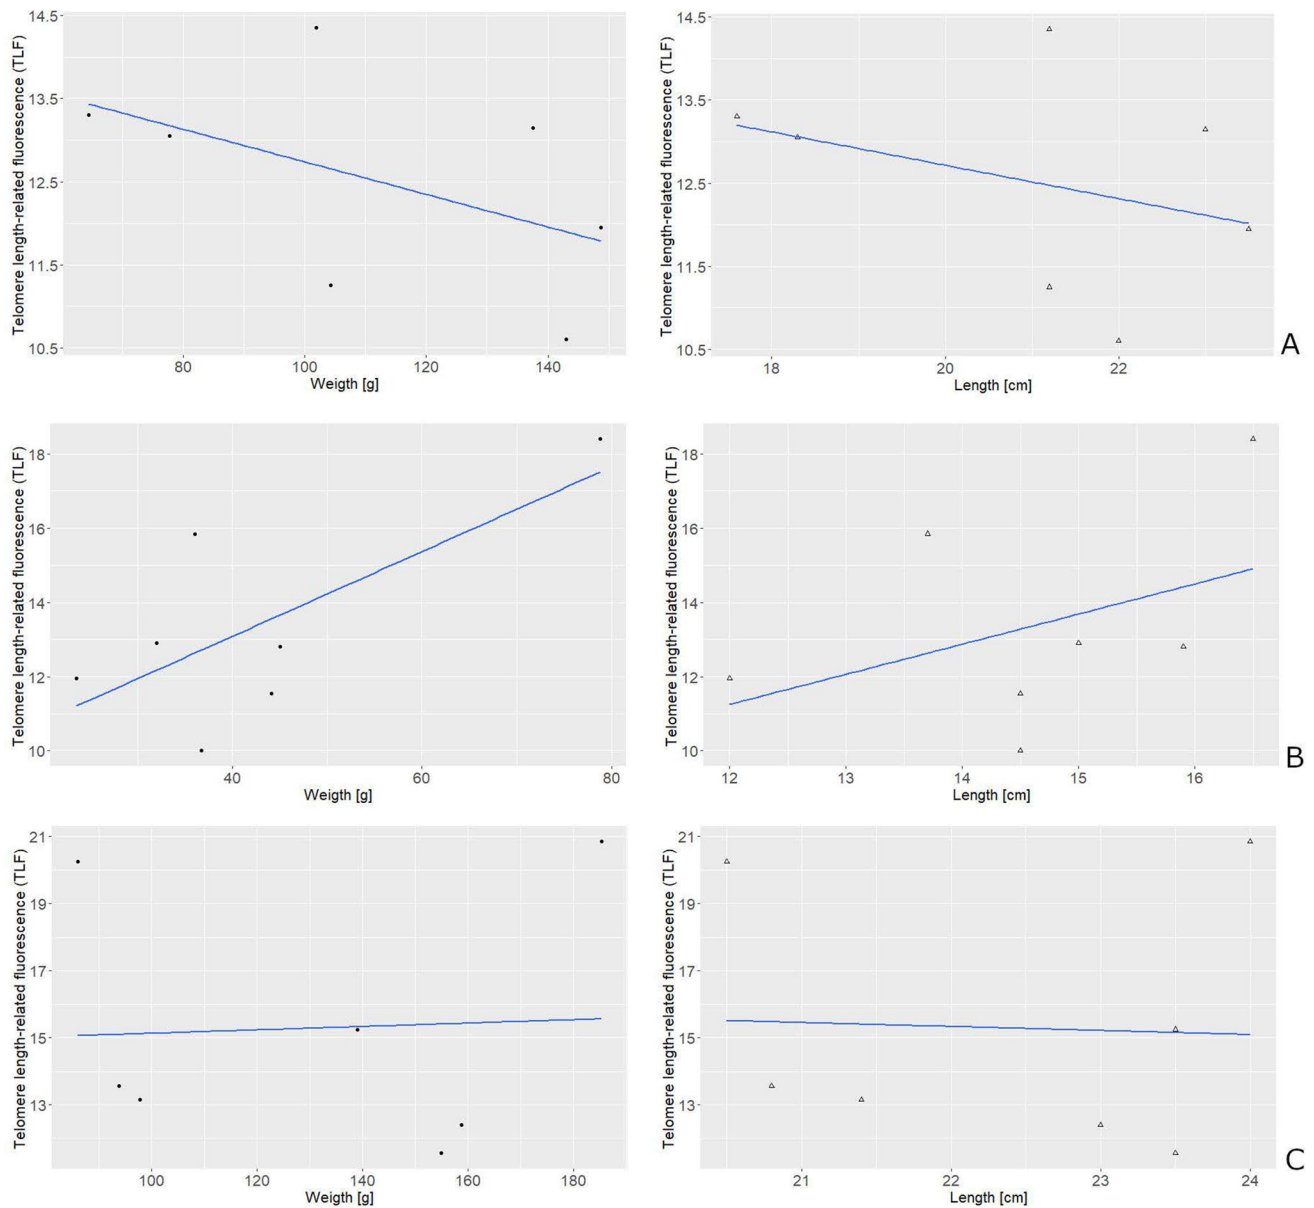 Telomere length-related fluorescence (TLF)
14.5
13.5
12.5
11.5
10.5
80 100 120 140
Weigth [g]
Telomere length-related fluorescence (TLF)
14.5
13.5
12.5
11.5
10.5
18 20 22
Length [cm]
A
Telomere length-related fluorescence (TLF)
18
16
14
12
10
40 60 80
Weigth [g]
Telomere length-related fluorescence (TLF)
18
16
14
12
10
12 13 14 15 16
Length [cm]
B
Telomere length-related fluorescence (TLF)
21
19
17
15
13
100 120 140 160 180
Weigth [g]
Telomere length-related fluorescence (TLF)
21
19
17
15
13
21 22 23 24
Length [cm]
C